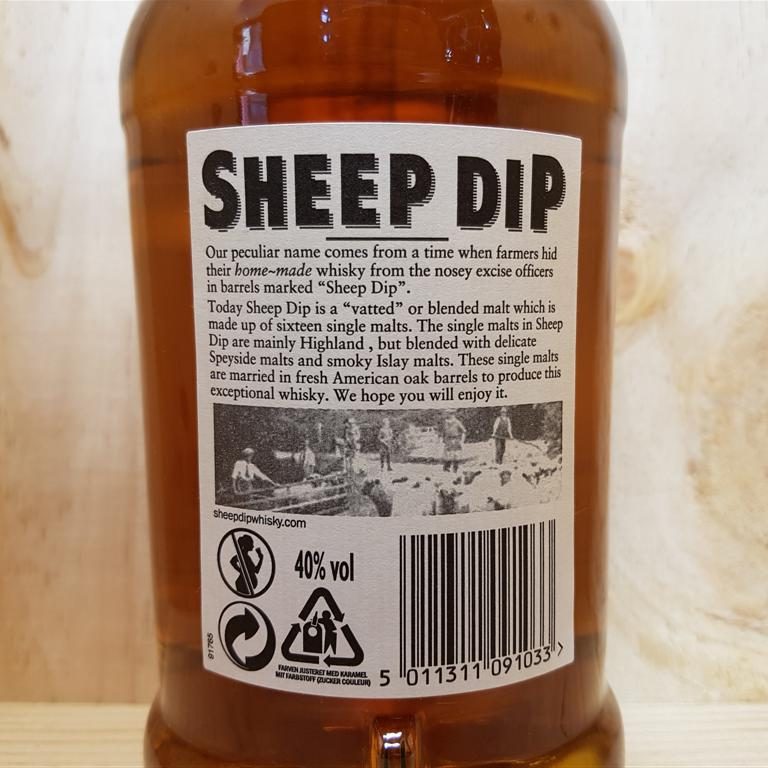 SHEEP DIP
Our peculiar name comes from a time when farmers hid
their home~made whisky from the nosey excise officers
in barrels marked “Sheep Dip”.
Today Sheep Dip is a “vatted” or blended malt which is
made up of sixteen single malts. The single malts in Sheep
Dip are mainly Highland , but blended with delicate
Speyside malts and smoky Islay malts. These single malts
are married in fresh American oak barrels to produce this
exceptional whisky. We hope you will enjoy it.
sheepdipwhisky.com
40% vol
91765
FARVEN JUSTERET MED KARAMEL
MIT FARBSTOFF (ZUCKER COULEUR)
5 011311 091033 >